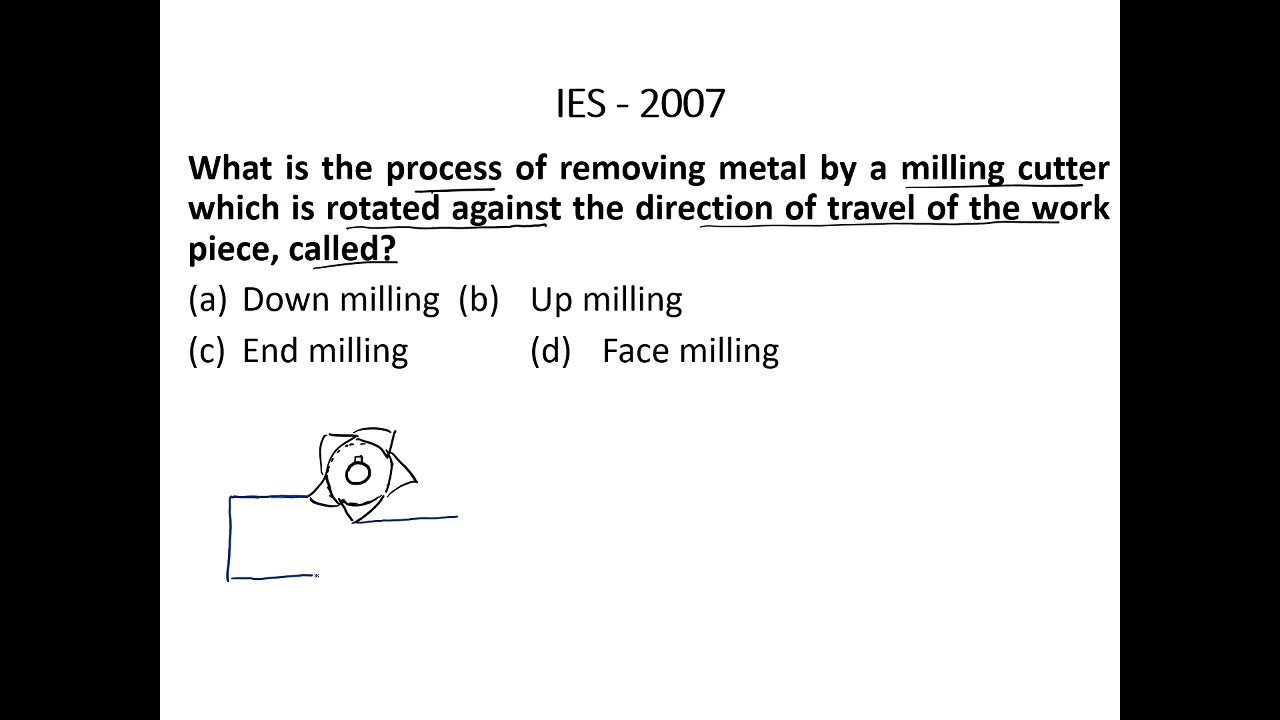 IES - 2007
What is the process of removing metal by a milling cutter
which is rotated against the direction of travel of the work
piece, called?
(a) Down milling (b) Up milling
(c) End milling (d) Face milling